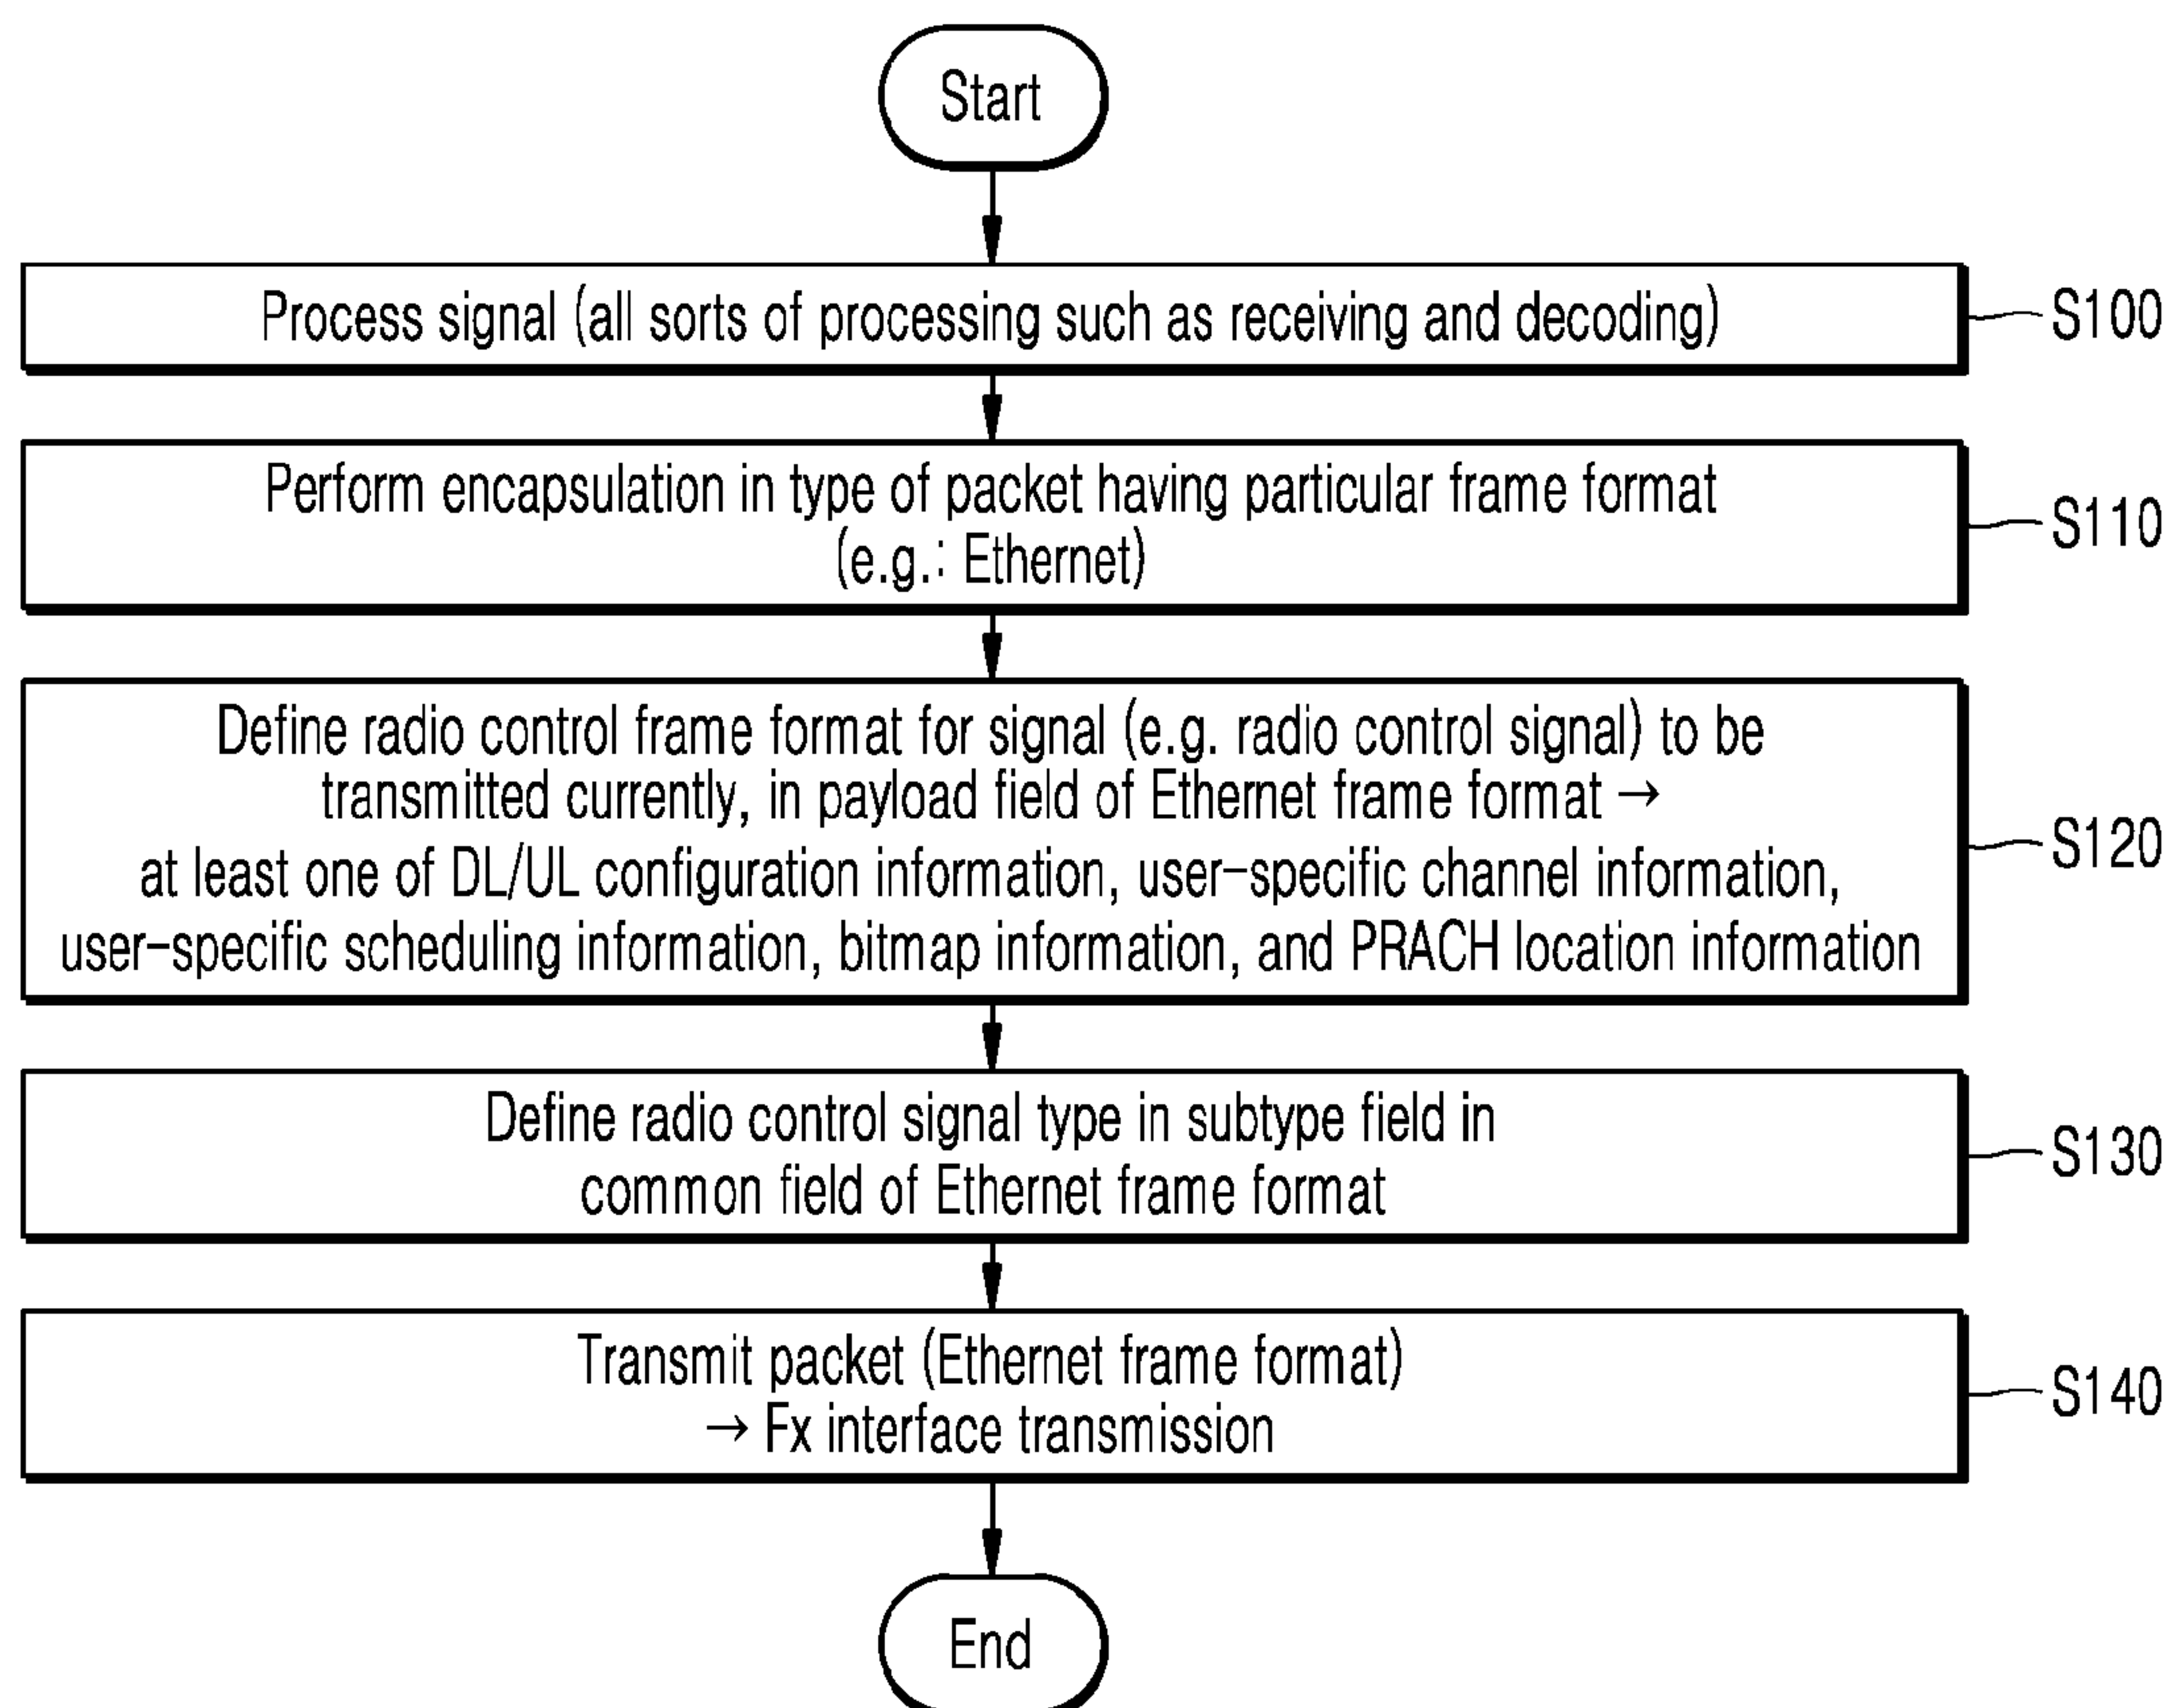 Start
Process signal (all sorts of processing such as receiving and decoding)
S100
Perform encapsulation in type of packet having particular frame format
(e.g.: Ethernet)
S110
Define radio control frame format for signal (e.g. radio control signal) to be
transmitted currently, in payload field of Ethernet frame format →
at least one of DL/UL configuration information, user-specific channel information,
user-specific scheduling information, bitmap information, and PRACH location information
S120
Define radio control signal type in subtype field in
common field of Ethernet frame format
S130
Transmit packet (Ethernet frame format)
→ Fx interface transmission
S140
End